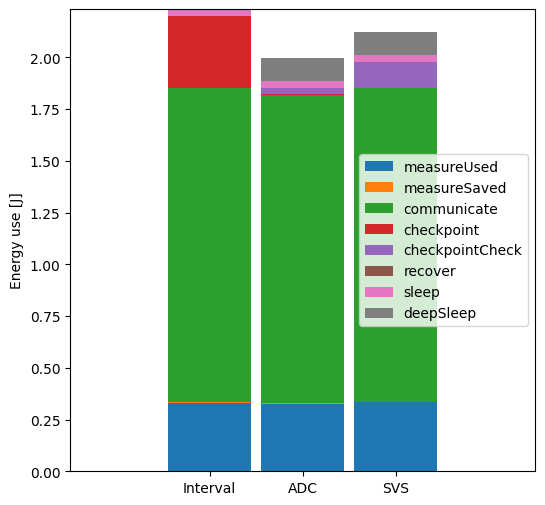 Energy use [J]
2.00
1.75
1.50
1.25
1.00
0.75
0.50
0.25
0.00
measureUsed
measureSaved
communicate
checkpoint
checkpointCheck
recover
sleep
deepSleep
Interval
ADC
SVS